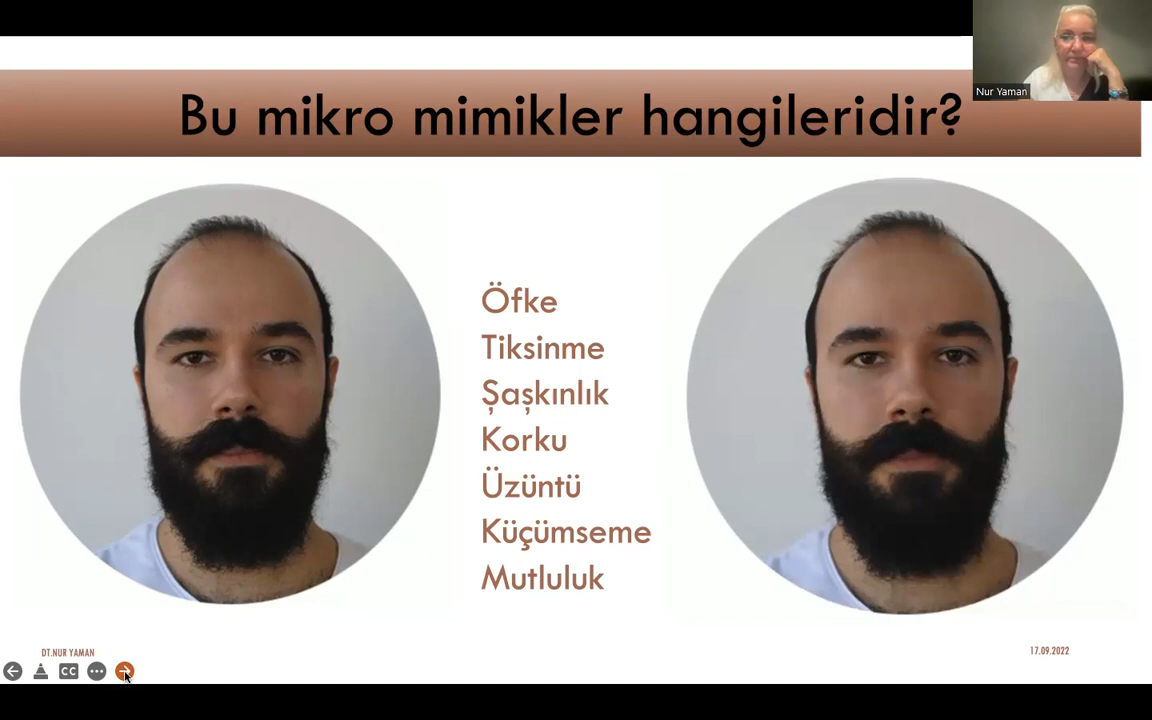 Nur Yaman
Bu mikro mimikler hangileridir?
Öfke
Tiksinme
Şaşkınlık
Korku
Üzüntü
Küçümseme
Mutluluk
DT.NUR YAMAN
17.09.2022
CC